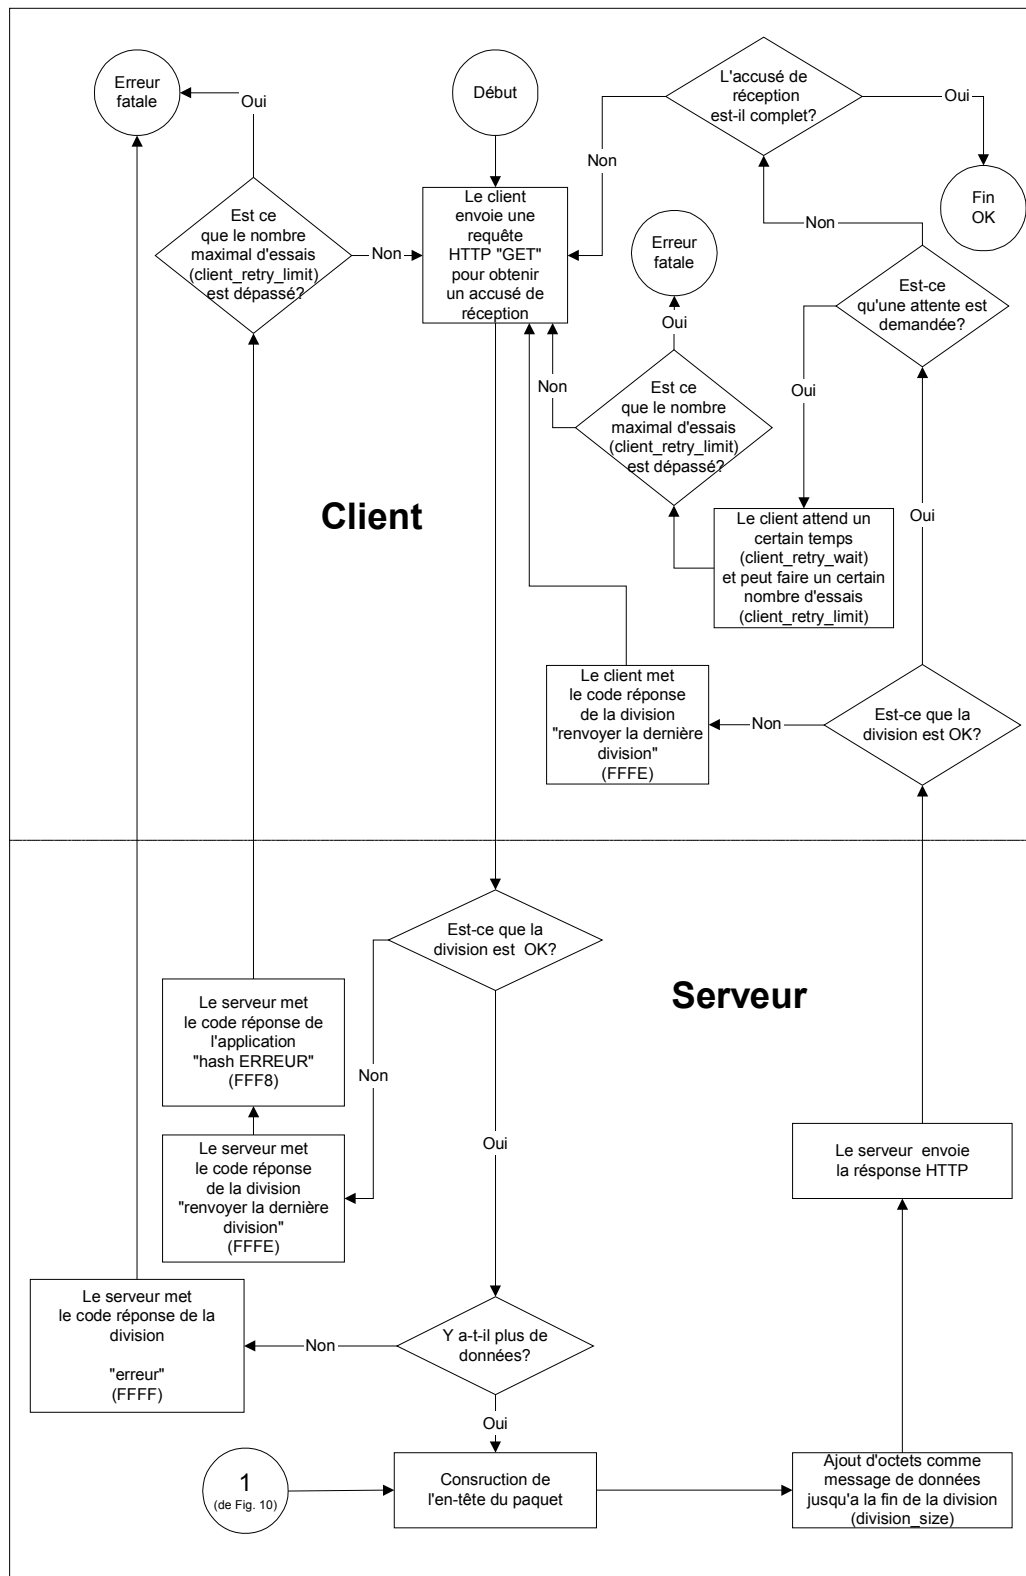 Erreur
fatale
Oui
Début
L'accusé de
réception
est-il complet?
Oui
Non
Fin
OK
Est ce
que le nombre
maximal d'essais
(client_retry_limit)
est dépassé?
Non
Le client
envoie une
requête
HTTP "GET"
pour obtenir
un accusé de
réception
Erreur
fatale
Non
Est-ce
qu'une attente est
demandée?
Oui
Non
Est ce
que le nombre
maximal d'essais
(client_retry_limit)
est dépassé?
Oui
Client
Le client attend un
certain temps
(client_retry_wait)
et peut faire un certain
nombre d'essais
(client_retry_limit)
Oui
Le client met
le code réponse
de la division
"renvoyer la dernière
division"
(FFFE)
Non
Est-ce que la
division est OK?
Est-ce que la
division est OK?
Serveur
Le serveur met
le code réponse de
l'application
"hash ERREUR"
(FFF8)
Non
Le serveur met
le code réponse
de la division
"renvoyer la dernière
division"
(FFFE)
Oui
Le serveur envoie
la résponse HTTP
Le serveur met
le code réponse de la
division
"erreur"
(FFFF)
Non
Y a-t-il plus de
données?
Oui
1
(de Fig. 10)
Consruction de
l'en-tête du paquet
Ajout d'octets comme
message de données
jusqu'a la fin de la division
(division_size)